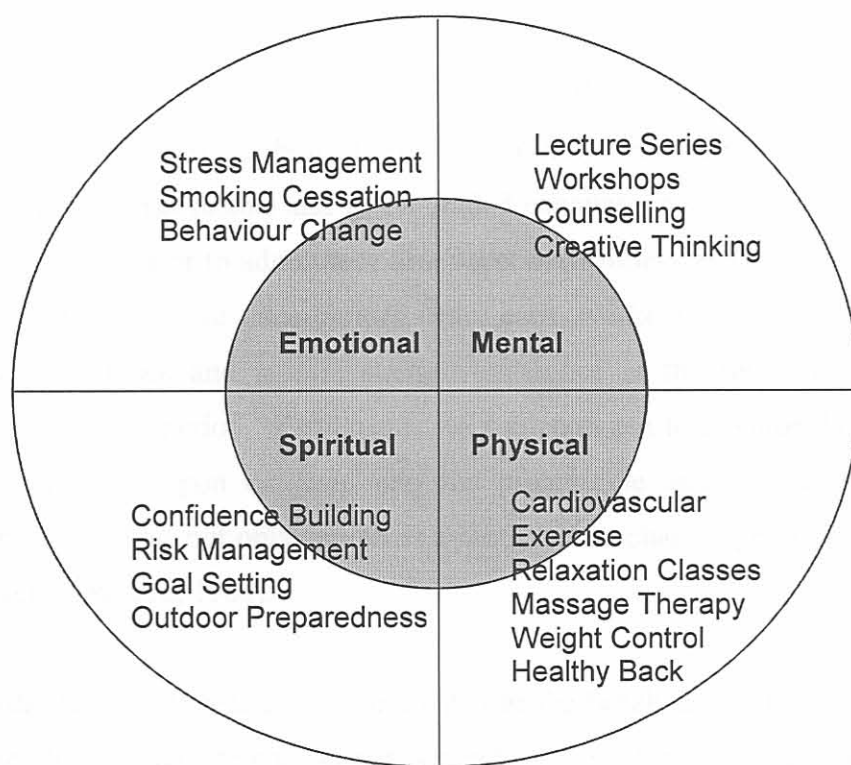 Stress Management
Smoking Cessation
Behaviour Change
Lecture Series
Workshops
Counselling
Creative Thinking
Emotional
Mental
Spiritual
Physical
Confidence Building
Risk Management
Goal Setting
Outdoor Preparedness
Cardiovascular
Exercise
Relaxation Classes
Massage Therapy
Weight Control
Healthy Back